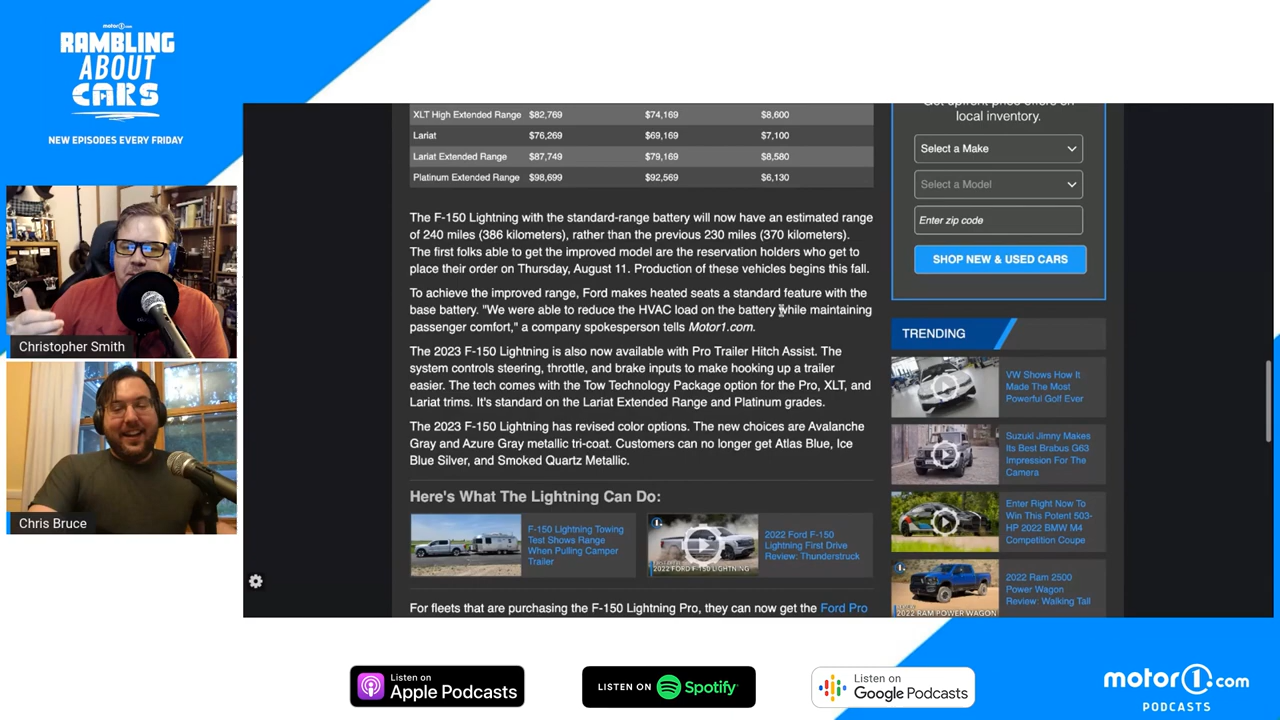 motor1.com
RAMBLING
ABOUT
CARS
NEW EPISODES EVERY FRIDAY
Christopher Smith
Chris Bruce
XLT High Extended Range $82,769 $74,169 $8,600
Lariat $76,269 $69,169 $7,100
Lariat Extended Range $87,749 $79,169 $8,580
Platinum Extended Range $98,699 $92,569 $6,130
The F-150 Lightning with the standard-range battery will now have an estimated range
of 240 miles (386 kilometers), rather than the previous 230 miles (370 kilometers).
The first folks able to get the improved model are the reservation holders who get to
place their order on Thursday, August 11. Production of these vehicles begins this fall.
To achieve the improved range, Ford makes heated seats a standard feature with the
base battery. "We were able to reduce the HVAC load on the battery while maintaining
passenger comfort," a company spokesperson tells Motor1.com.
The 2023 F-150 Lightning is also now available with Pro Trailer Hitch Assist. The
system controls steering, throttle, and brake inputs to make hooking up a trailer
easier. The tech comes with the Tow Technology Package option for the Pro, XLT, and
Lariat trims. It's standard on the Lariat Extended Range and Platinum grades.
The 2023 F-150 Lightning has revised color options. The new choices are Avalanche
Gray and Azure Gray metallic tri-coat. Customers can no longer get Atlas Blue, Ice
Blue Silver, and Smoked Quartz Metallic.
Here's What The Lightning Can Do:
F-150 Lightning Towing
Test Shows Range
When Pulling Camper
Trailer
2022 FORD F-150 LIGHTNING
2022 Ford F-150
Lightning First Drive
Review: Thunderstruck
For fleets that are purchasing the F-150 Lightning Pro, they can now get the Ford Pro
Get upfront price offers on
local inventory.
Select a Make
Select a Model
Enter zip code
SHOP NEW & USED CARS
TRENDING
VW Shows How It
Made The Most
Powerful Golf Ever
Suzuki Jimny Makes
Its Best Brabus G63
Impression For The
Camera
Enter Right Now To
Win This Potent 503-
HP 2022 BMW M4
Competition Coupe
2022 RAM POWER WAGON
2022 Ram 2500
Power Wagon
Review: Walking Tall
Listen on
Apple Podcasts
LISTEN ON Spotify
Listen on
Google Podcasts
motor1.com
PODCASTS